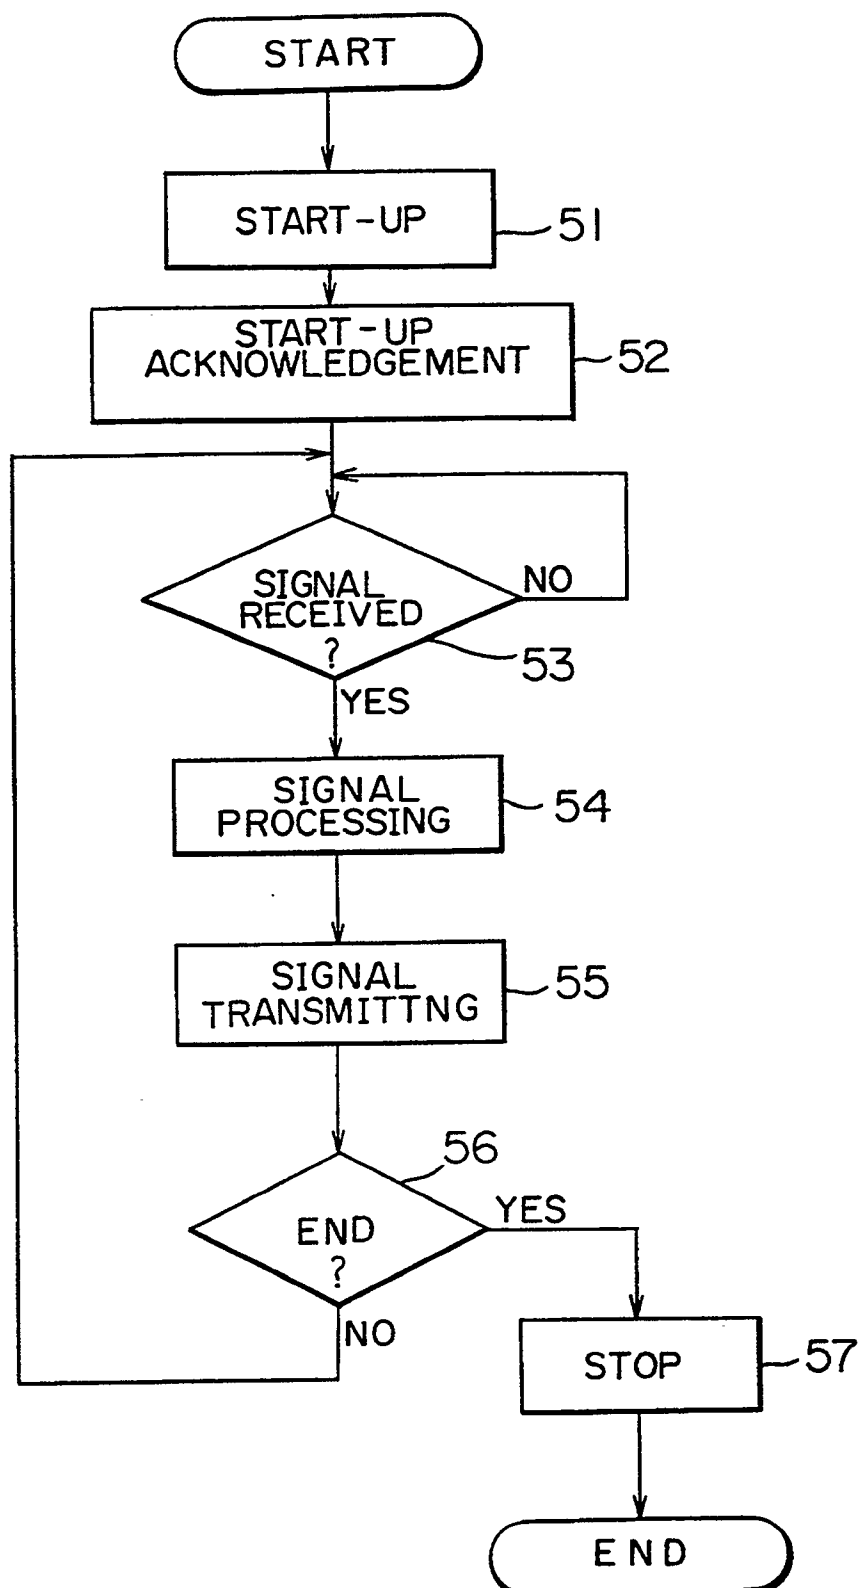 START
START-UP
51
START-UP
ACKNOWLEDGEMENT
52
SIGNAL
RECEIVED
?
NO
53
YES
SIGNAL
PROCESSING
54
SIGNAL
TRANSMITTNG
55
56
END
?
YES
NO
STOP
57
END